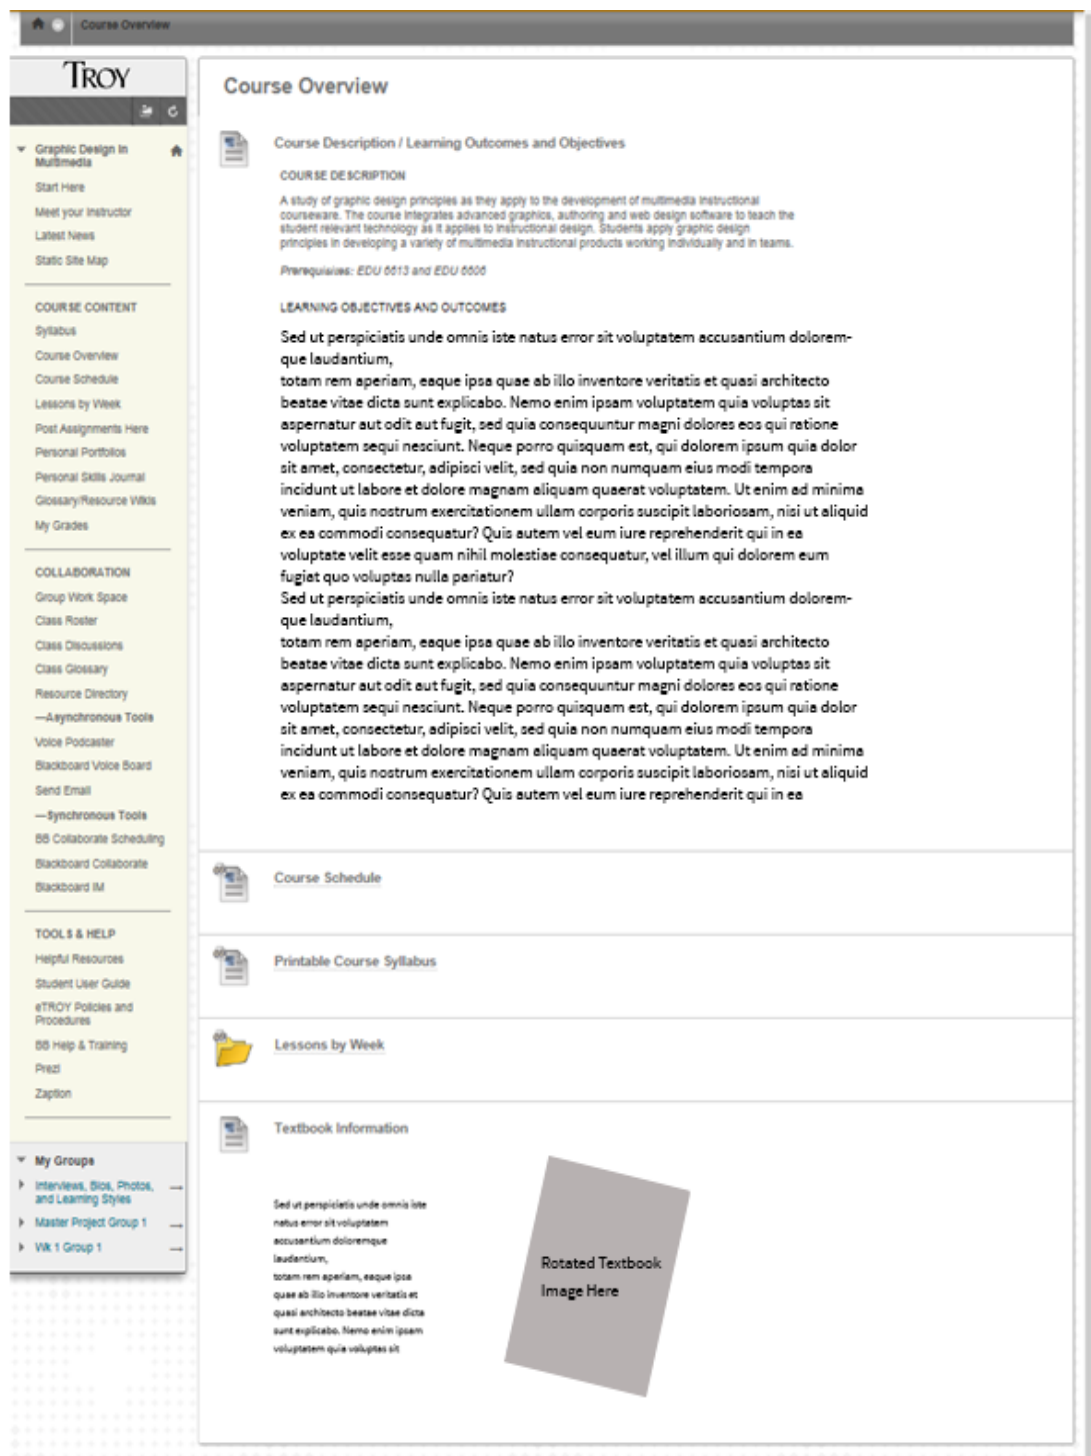 Course Overview
TROY
Graphic Design in
Multimedia
Start Here
Meet your Instructor
Latest News
Static Site Map
COURSE CONTENT
Syllabus
Course Overview
Course Schedule
Lessons by Week
Post Assignments Here
Personal Portfolios
Personal Skills Journal
Glossary/Resource Wikis
My Grades
COLLABORATION
Group Work Space
Class Roster
Class Discussions
Class Glossary
Resource Directory
—Asynchronous Tools
Voice Podcaster
Blackboard Voice Board
Send Email
—Synchronous Tools
BB Collaborate Scheduling
Blackboard Collaborate
Blackboard IM
TOOLS & HELP
Helpful Resources
Student User Guide
eTROY Policies and
Procedures
BB Help & Training
Prezi
Zaption
My Groups
Interviews, Bios, Photos,
and Learning Styles
Master Project Group 1
Wk 1 Group 1
Course Overview
Course Description / Learning Outcomes and Objectives
COURSE DESCRIPTION
A study of graphic design principles as they apply to the development of multimedia instructional
courseware. The course integrates advanced graphics, authoring and web design software to teach the
student relevant technology as it applies to instructional design. Students apply graphic design
principles in developing a variety of multimedia instructional products working individually and in teams.
Prerequisites: EDU 6613 and EDU 6606
LEARNING OBJECTIVES AND OUTCOMES
Sed ut perspiciatis unde omnis iste natus error sit voluptatem accusantium dolorem-
que laudantium,
totam rem aperiam, eaque ipsa quae ab illo inventore veritatis et quasi architecto
beatae vitae dicta sunt explicabo. Nemo enim ipsam voluptatem quia voluptas sit
aspernatur aut odit aut fugit, sed quia consequuntur magni dolores eos qui ratione
voluptatem sequi nesciunt. Neque porro quisquam est, qui dolorem ipsum quia dolor
sit amet, consectetur, adipisci velit, sed quia non numquam eius modi tempora
incidunt ut labore et dolore magnam aliquam quaerat voluptatem. Ut enim ad minima
veniam, quis nostrum exercitationem ullam corporis suscipit laboriosam, nisi ut aliquid
ex ea commodi consequatur? Quis autem vel eum iure reprehenderit qui in ea
voluptate velit esse quam nihil molestiae consequatur, vel illum qui dolorem eum
fugiat quo voluptas nulla pariatur?
Sed ut perspiciatis unde omnis iste natus error sit voluptatem accusantium dolorem-
que laudantium,
totam rem aperiam, eaque ipsa quae ab illo inventore veritatis et quasi architecto
beatae vitae dicta sunt explicabo. Nemo enim ipsam voluptatem quia voluptas sit
aspernatur aut odit aut fugit, sed quia consequuntur magni dolores eos qui ratione
voluptatem sequi nesciunt. Neque porro quisquam est, qui dolorem ipsum quia dolor
sit amet, consectetur, adipisci velit, sed quia non numquam eius modi tempora
incidunt ut labore et dolore magnam aliquam quaerat voluptatem. Ut enim ad minima
veniam, quis nostrum exercitationem ullam corporis suscipit laboriosam, nisi ut aliquid
ex ea commodi consequatur? Quis autem vel eum iure reprehenderit qui in ea
Course Schedule
Printable Course Syllabus
Lessons by Week
Textbook Information
Sed ut perspiciatis unde omnis iste
natus error sit voluptatem
accusantium doloremque
laudantium,
totam rem aperiam, eaque ipsa
quae ab illo inventore veritatis et
quasi architecto beatae vitae dicta
sunt explicabo. Nemo enim ipsam
voluptatem quia voluptas sit
Rotated Textbook
Image Here